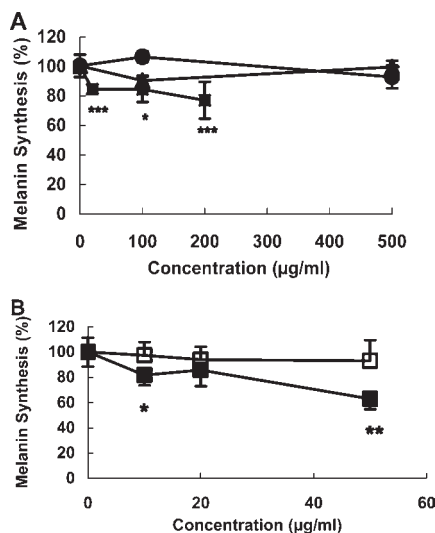 A
Melanin Synthesis (%)
120
100
80
60
40
20
0
***
*
***
0 100 200 300 400 500
Concentration (µg/ml)
B
Melanin Synthesis (%)
120
100
80
60
40
20
0
*
**
0 20 40 60
Concentration (µg/ml)